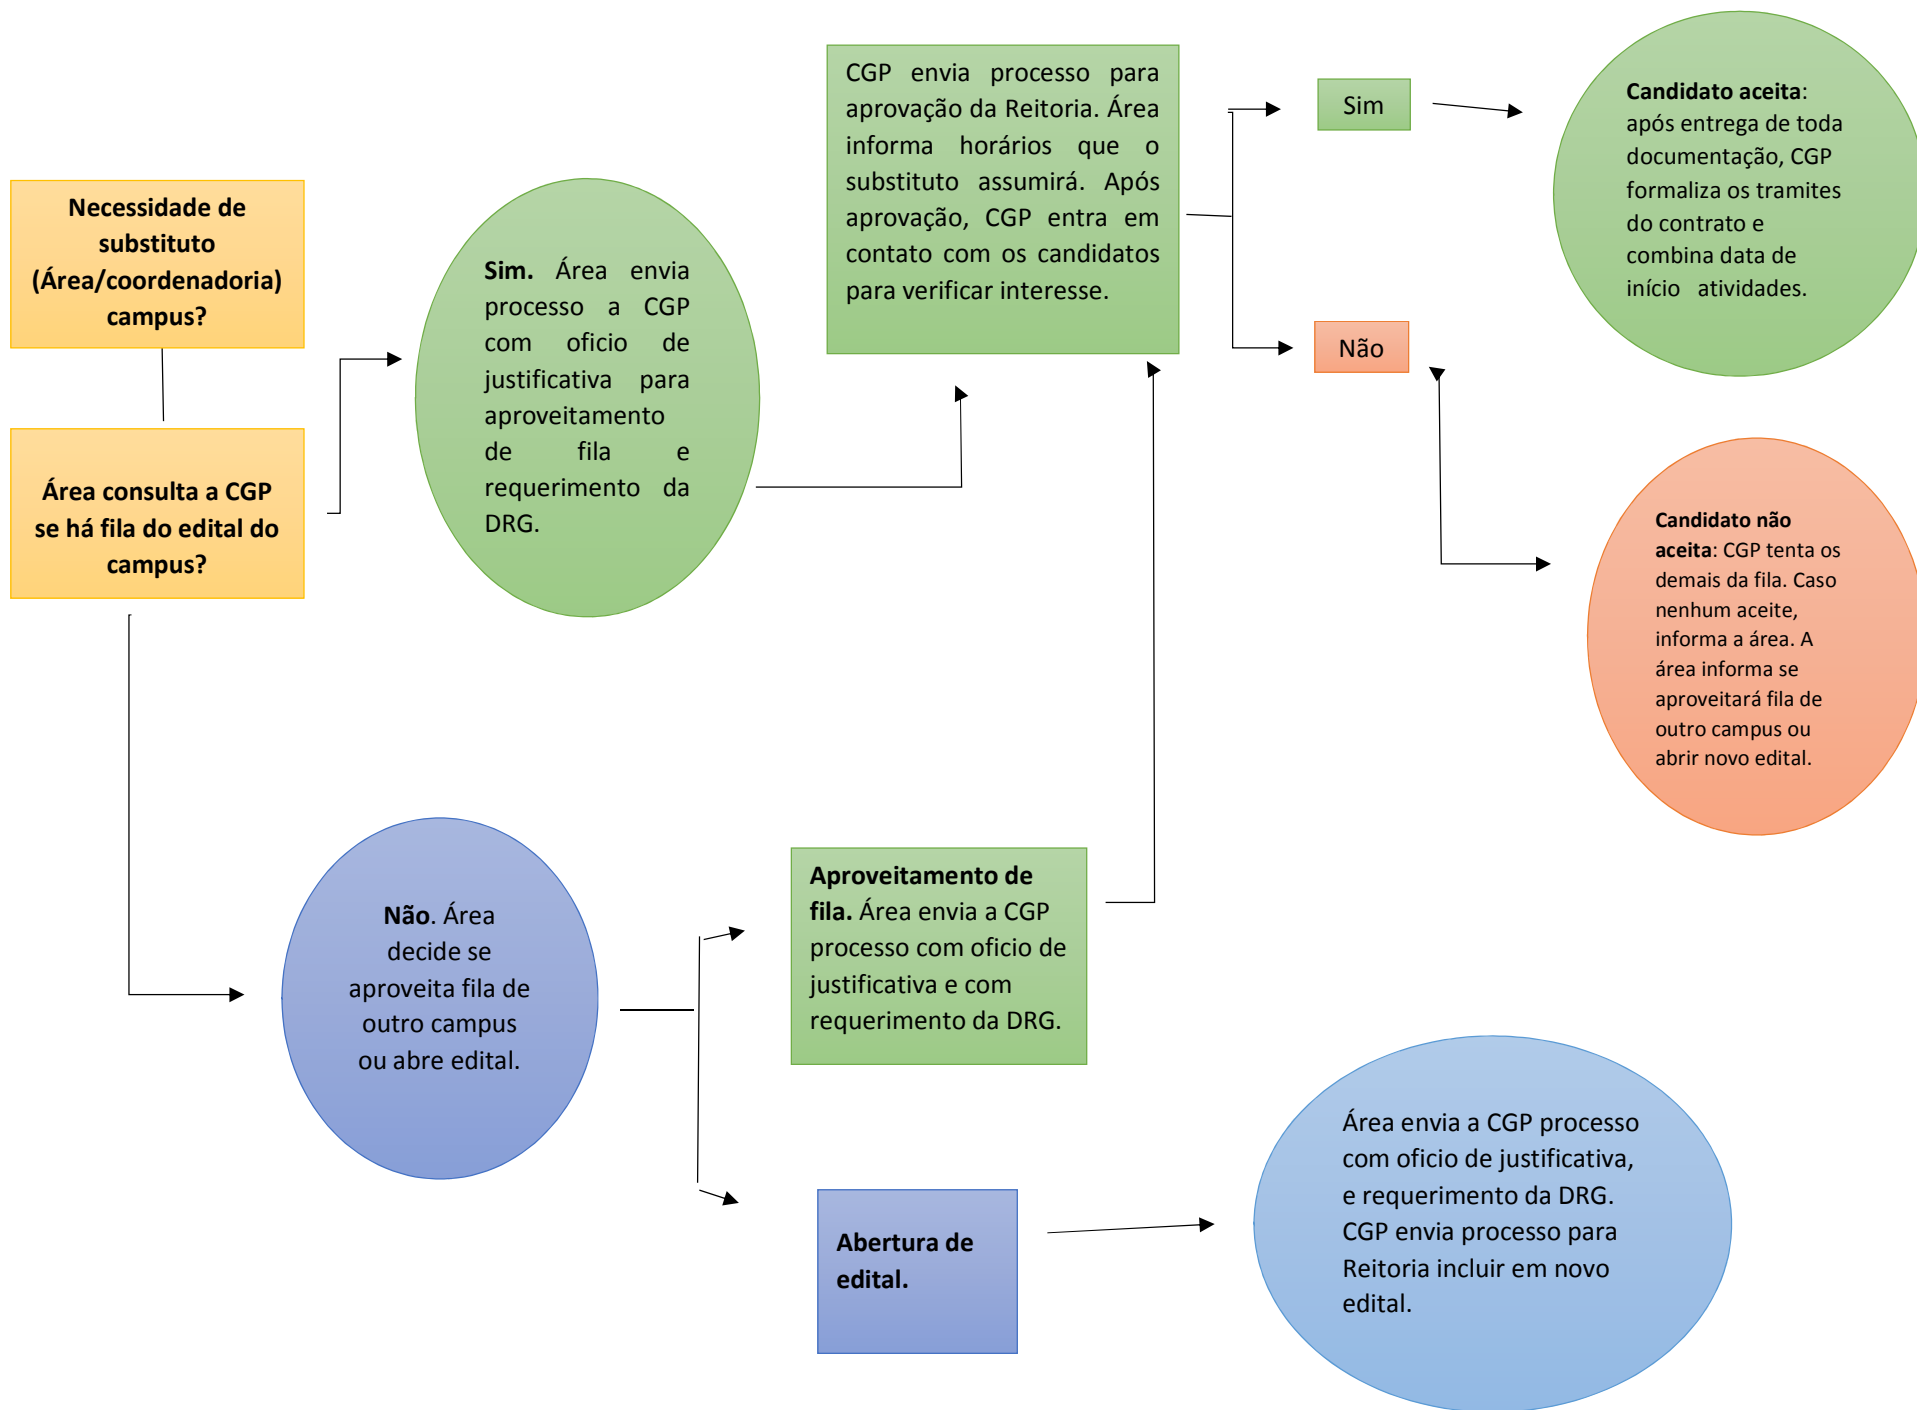 Necessidade de
substituto
(Área/coordenadoria)
campus?
Área consulta a CGP
se há fila do edital do
campus?
Sim. Área envia
processo a CGP
com oficio de
justificativa para
aproveitamento
de fila e
requerimento da
DRG.
CGP envia processo para
aprovação da Reitoria. Área
informa horários que o
substituto assumirá. Após
aprovação, CGP entra em
contato com os candidatos
para verificar interesse.
Sim
Candidato aceita:
após entrega de toda
documentação, CGP
formaliza os tramites
do contrato e
combina data de
início atividades.
Não
Candidato não
aceita: CGP tenta os
demais da fila. Caso
nenhum aceite,
informa a área. A
área informa se
aproveitará fila de
outro campus ou
abrir novo edital.
Não. Área
decide se
aproveita fila de
outro campus
ou abre edital.
Aproveitamento de
fila. Área envia a CGP
processo com oficio de
justificativa e com
requerimento da DRG.
Abertura de
edital.
Área envia a CGP processo
com oficio de justificativa,
e requerimento da DRG.
CGP envia processo para
Reitoria incluir em novo
edital.